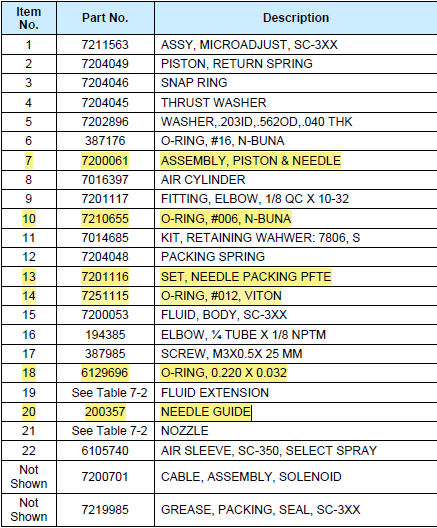 Item No. Part No. Description
1 7211563 ASSY, MICROADJUST, SC-3XX
2 7204049 PISTON, RETURN SPRING
3 7204046 SNAP RING
4 7204045 THRUST WASHER
5 7202896 WASHER,.203ID,.562OD,.040 THK
6 387176 O-RING, #16, N-BUNA
7 7200061 ASSEMBLY, PISTON & NEEDLE
8 7016397 AIR CYLINDER
9 7201117 FITTING, ELBOW, 1/8 QC X 10-32
10 7210655 O-RING, #006, N-BUNA
11 7014685 KIT, RETAINING WAHWER: 7806, S
12 7204048 PACKING SPRING
13 7201116 SET, NEEDLE PACKING PFTE
14 7251115 O-RING, #012, VITON
15 7200053 FLUID, BODY, SC-3XX
16 194385 ELBOW, ¼ TUBE X 1/8 NPTM
17 387985 SCREW, M3X0.5X 25 MM
18 6129696 O-RING, 0.220 X 0.032
19 See Table 7-2 FLUID EXTENSION
20 200357 NEEDLE GUIDE
21 See Table 7-2 NOZZLE
22 6105740 AIR SLEEVE, SC-350, SELECT SPRAY
Not Shown 7200701 CABLE, ASSEMBLY, SOLENOID
Not Shown 7219985 GREASE, PACKING, SEAL, SC-3XX